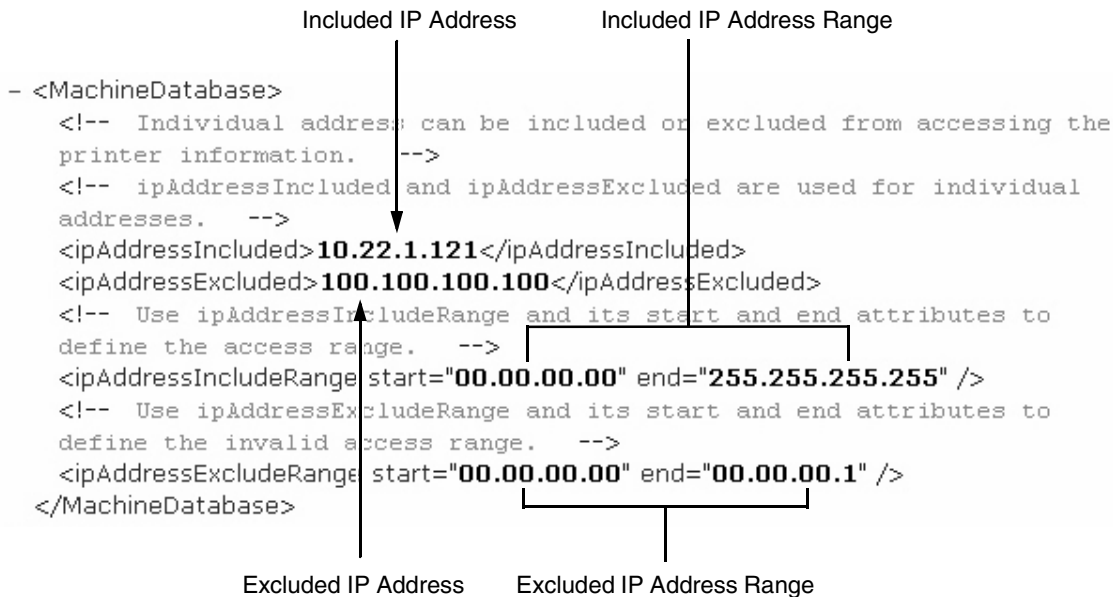 Included IP Address Included IP Address Range
– <MachineDatabase>
<!-- Individual address can be included or excluded from accessing the
printer information. -->
<!-- ipAddressIncluded and ipAddressExcluded are used for individual
addresses. -->
<ipAddressIncluded>10.22.1.121</ipAddressIncluded>
<ipAddressExcluded>100.100.100.100</ipAddressExcluded>
<!-- Use ipAddressIncludeRange and its start and end attributes to
define the access range. -->
<ipAddressIncludeRange start="00.00.00.00" end="255.255.255.255" />
<!-- Use ipAddressExcludeRange and its start and end attributes to
define the invalid access range. -->
<ipAddressExcludeRange start="00.00.00.00" end="00.00.00.1" />
</MachineDatabase>
Excluded IP Address Excluded IP Address Range